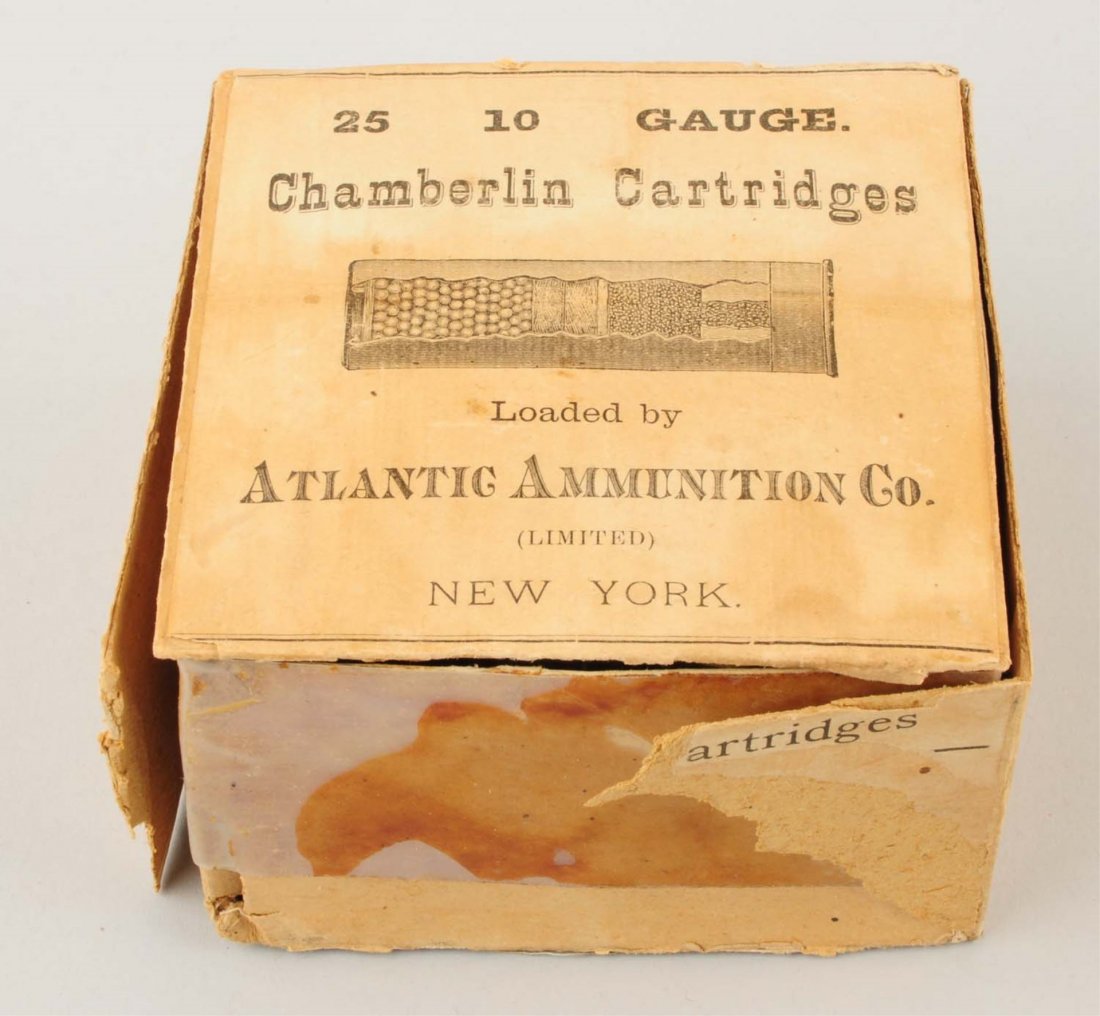 25 10 GAUGE.
Chamberlin Cartridges
Loaded by
ATLANTIC AMMUNITION CO.
(LIMITED)
NEW YORK.
artridges